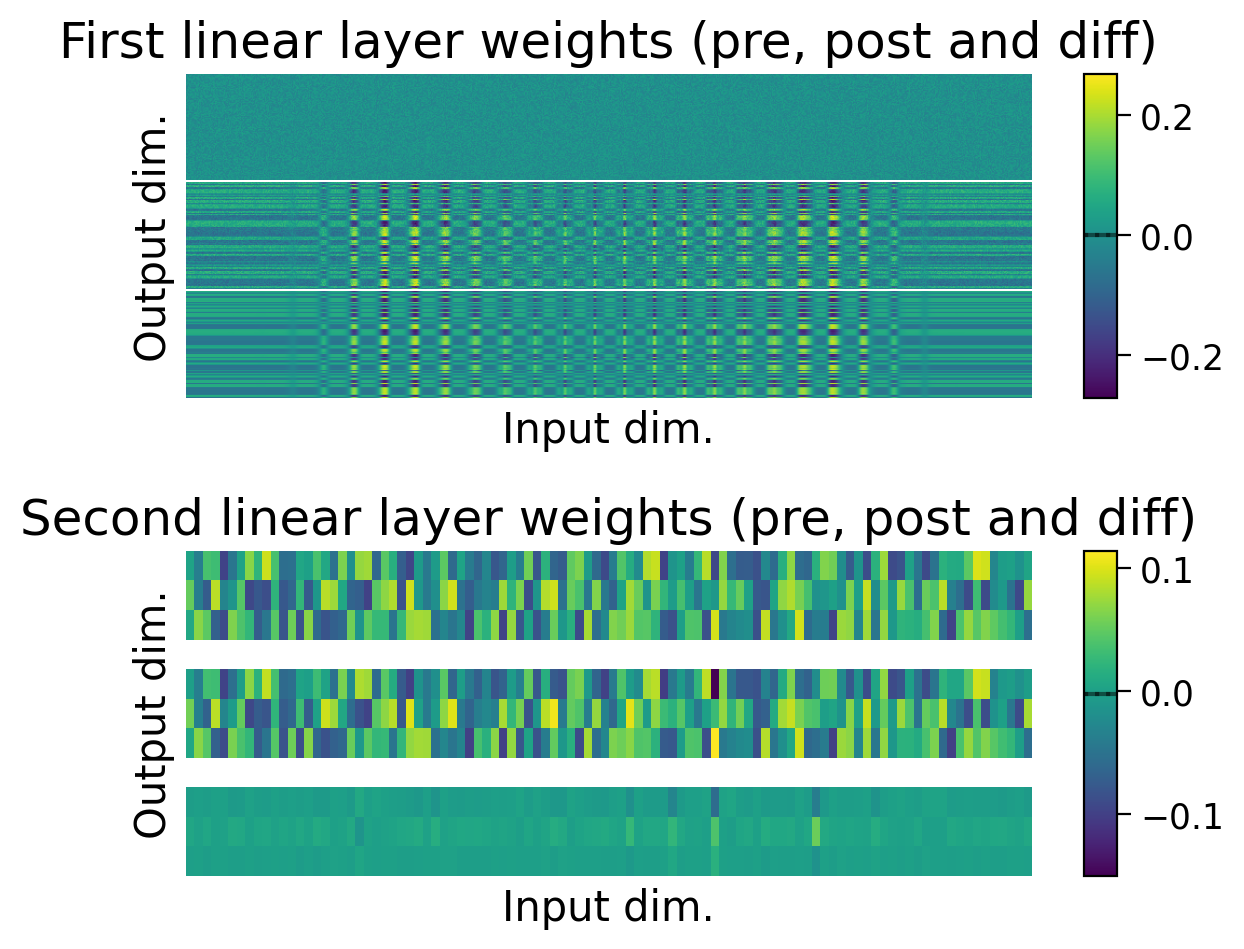 First linear layer weights (pre, post and diff)
Output dim.
0.2
0.0
−0.2
Input dim.
Second linear layer weights (pre, post and diff)
Output dim.
0.1
0.0
−0.1
Input dim.